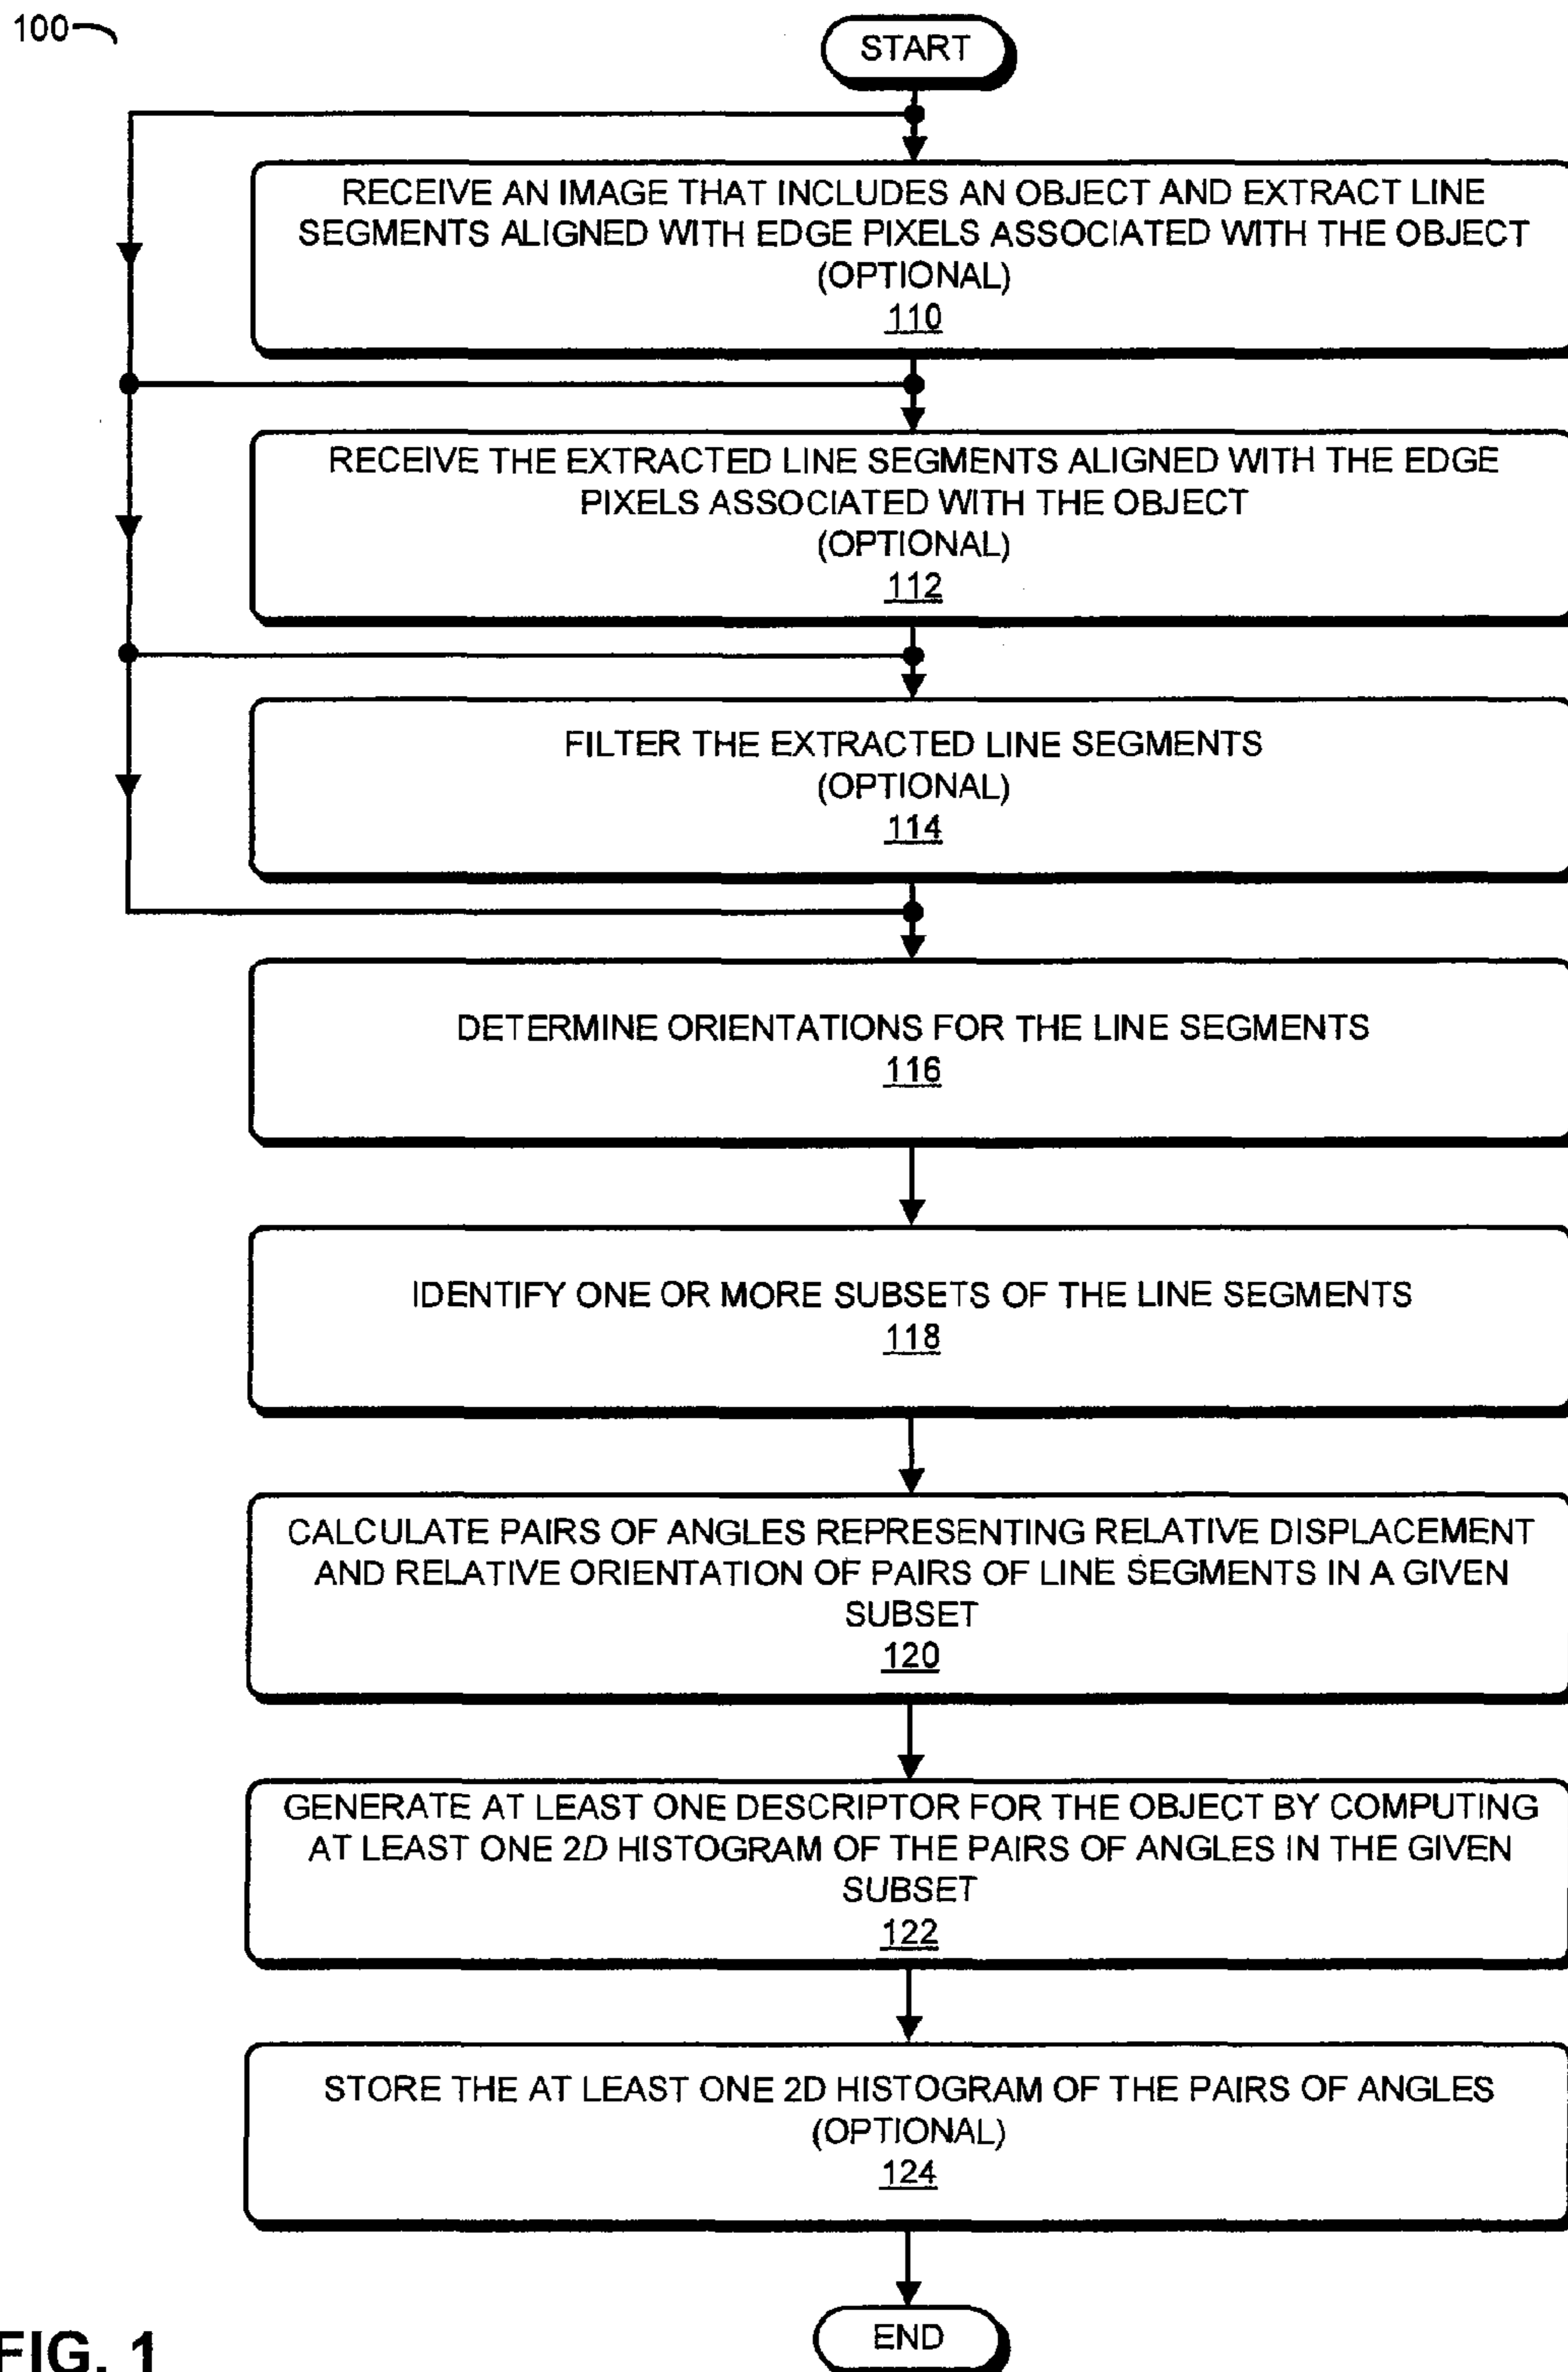 100
START
RECEIVE AN IMAGE THAT INCLUDES AN OBJECT AND EXTRACT LINE
SEGMENTS ALIGNED WITH EDGE PIXELS ASSOCIATED WITH THE OBJECT
(OPTIONAL)
110
RECEIVE THE EXTRACTED LINE SEGMENTS ALIGNED WITH THE EDGE
PIXELS ASSOCIATED WITH THE OBJECT
(OPTIONAL)
112
FILTER THE EXTRACTED LINE SEGMENTS
(OPTIONAL)
114
DETERMINE ORIENTATIONS FOR THE LINE SEGMENTS
116
IDENTIFY ONE OR MORE SUBSETS OF THE LINE SEGMENTS
118
CALCULATE PAIRS OF ANGLES REPRESENTING RELATIVE DISPLACEMENT
AND RELATIVE ORIENTATION OF PAIRS OF LINE SEGMENTS IN A GIVEN
SUBSET
120
GENERATE AT LEAST ONE DESCRIPTOR FOR THE OBJECT BY COMPUTING
AT LEAST ONE 2D HISTOGRAM OF THE PAIRS OF ANGLES IN THE GIVEN
SUBSET
122
STORE THE AT LEAST ONE 2D HISTOGRAM OF THE PAIRS OF ANGLES
(OPTIONAL)
124
END
FIG. 1